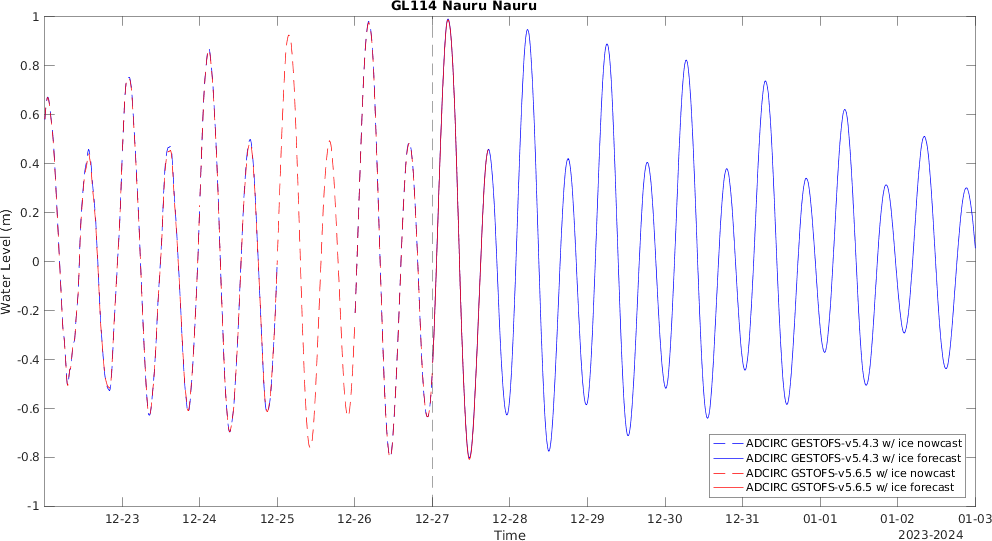 GL114 Nauru Nauru
1
0.8
0.6
0.4
0.2
0
-0.2
-0.4
-0.6
-0.8
-1
Water Level (m)
ADCIRC GESTOFS-v5.4.3 w/ ice nowcast
ADCIRC GESTOFS-v5.4.3 w/ ice forecast
ADCIRC GSTOFS-v5.6.5 w/ ice nowcast
ADCIRC GSTOFS-v5.6.5 w/ ice forecast
12-23 12-24 12-25 12-26 12-27 12-28 12-29 12-30 12-31 01-01 01-02 01-03
Time
2023-2024